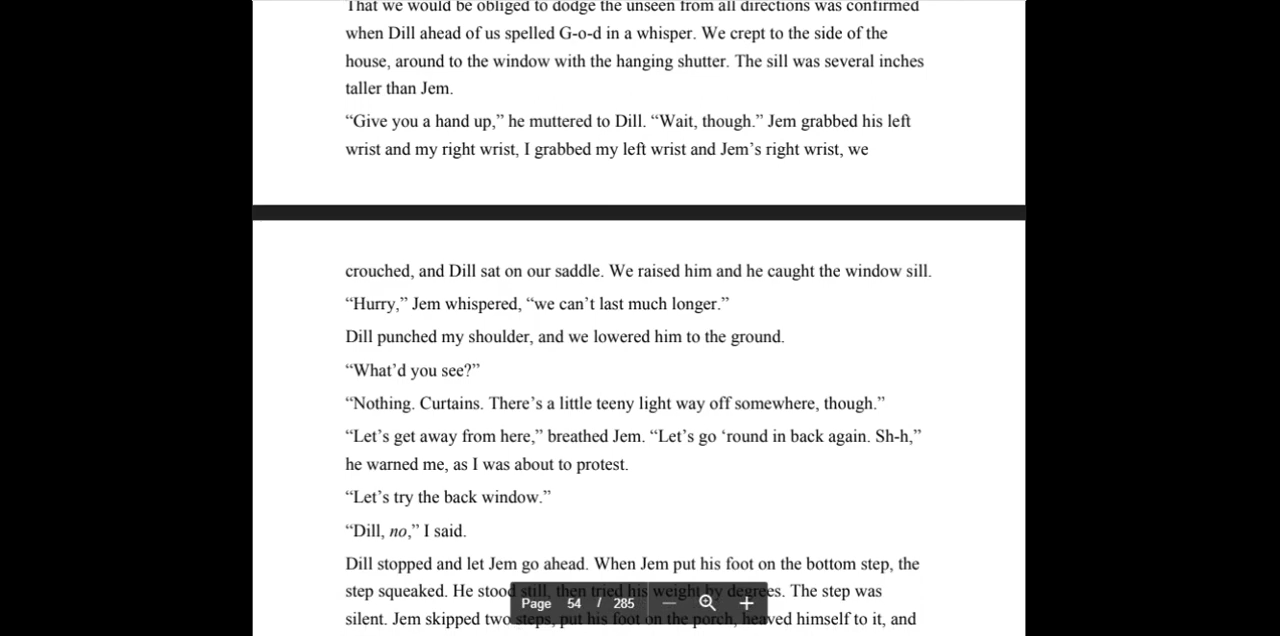 That we would be obliged to dodge the unseen from all directions was confirmed
when Dill ahead of us spelled G-o-d in a whisper. We crept to the side of the
house, around to the window with the hanging shutter. The sill was several inches
taller than Jem.
“Give you a hand up,” he muttered to Dill. “Wait, though.” Jem grabbed his left
wrist and my right wrist, I grabbed my left wrist and Jem’s right wrist, we
crouched, and Dill sat on our saddle. We raised him and he caught the window sill.
“Hurry,” Jem whispered, “we can’t last much longer.”
Dill punched my shoulder, and we lowered him to the ground.
“What’d you see?”
“Nothing. Curtains. There’s a little teeny light way off somewhere, though.”
“Let’s get away from here,” breathed Jem. “Let’s go ‘round in back again. Sh-h,”
he warned me, as I was about to protest.
“Let’s try the back window.”
“Dill, no,” I said.
Dill stopped and let Jem go ahead. When Jem put his foot on the bottom step, the
step squeaked. He stood still, then tried his weight by degrees. The step was
silent. Jem skipped two steps, put his foot on the porch, heaved himself to it, and
Page 54 / 285